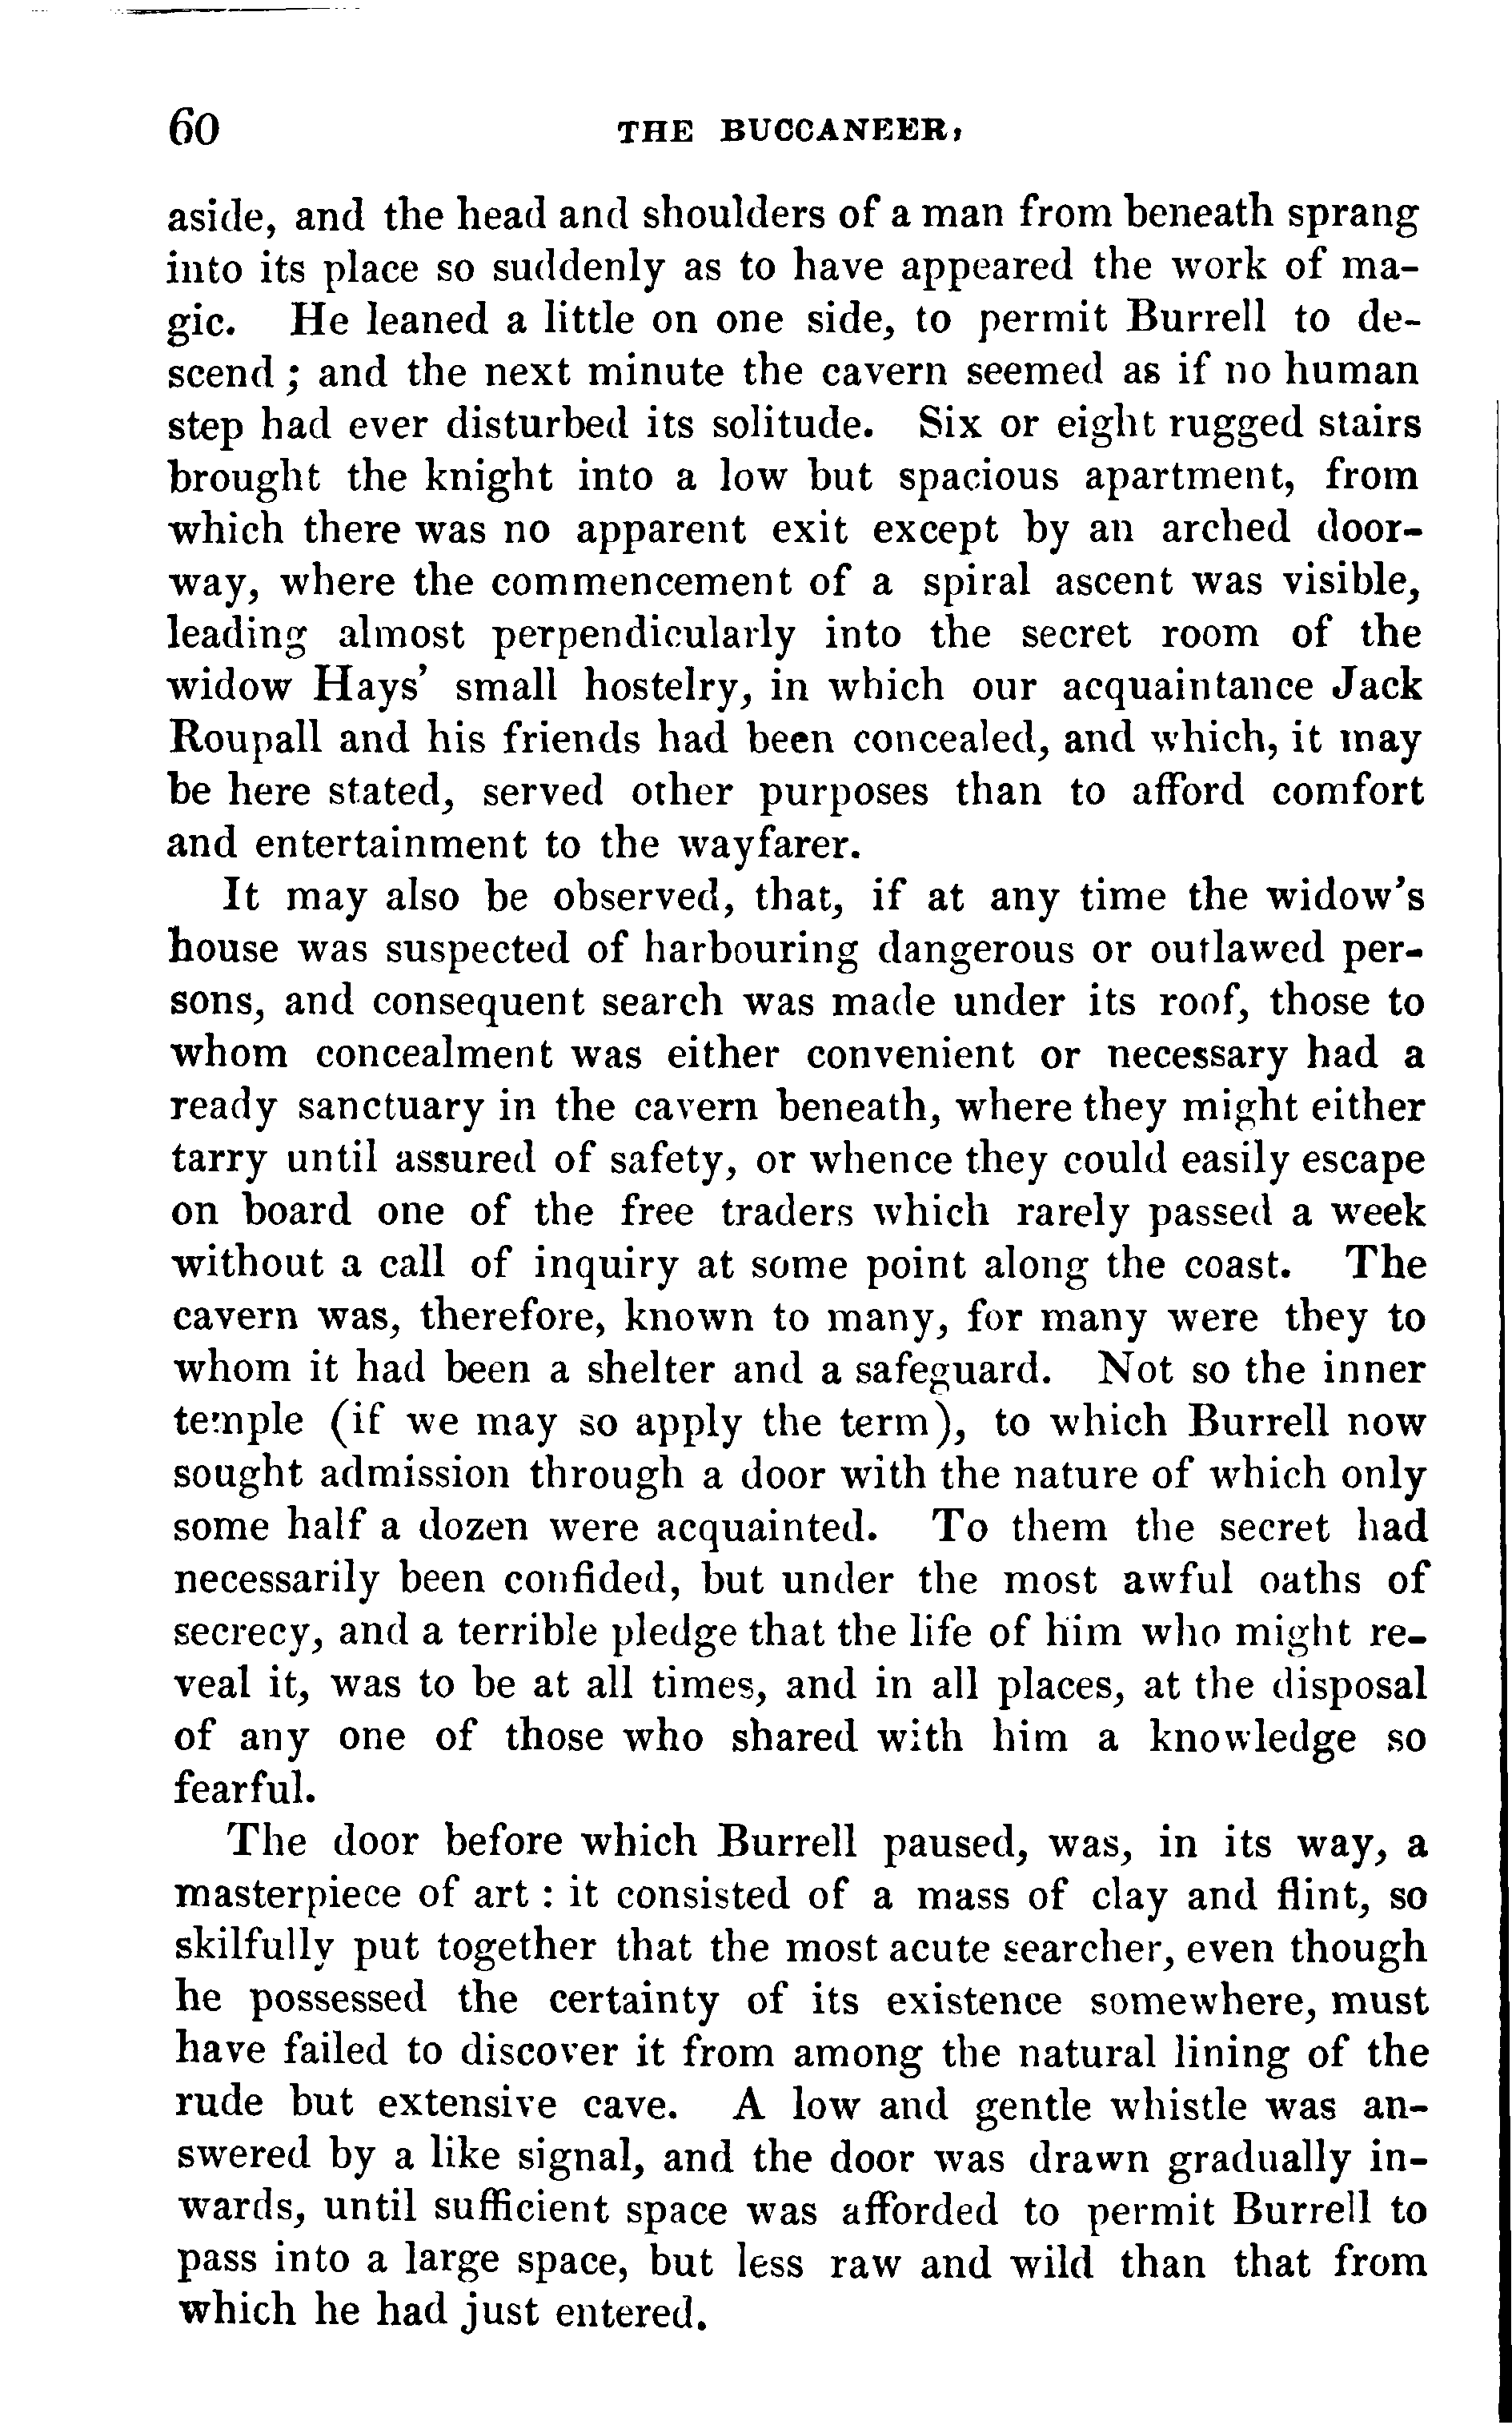 60 THE BUCCANEER,
aside, and the head and shoulders of a man from beneath sprang
into its place so suddenly as to have appeared the work of ma-
gic. He leaned a little on one side, to permit Burrell to de-
scend ; and the next minute the cavern seemed as if no human
step had ever disturbed its solitude. Six or eight rugged stairs
brought the knight into a low but spacious apartment, from
which there was no apparent exit except by an arched door-
way, where the commencement of a spiral ascent was visible,
leading almost perpendicularly into the secret room of the
widow Hays' small hostelry, in which our acquaintance Jack
Roupall and his friends had been concealed, and which, it may
be here stated, served other purposes than to afford comfort
and entertainment to the wayfarer.
It may also be observed, that, if at any time the widow's
house was suspected of harbouring dangerous or outlawed per-
sons, and consequent search was made under its roof, those to
whom concealment was either convenient or necessary had a
ready sanctuary in the cavern beneath, where they might either
tarry until assured of safety, or whence they could easily escape
on board one of the free traders which rarely passed a week
without a call of inquiry at some point along the coast. The
cavern was, therefore, known to many, for many were they to
whom it had been a shelter and a safeguard. Not so the inner
temple (if we may so apply the term), to which Burrell now
sought admission through a door with the nature of which only
some half a dozen were acquainted. To them the secret had
necessarily been confided, but under the most awful oaths of
secrecy, and a terrible pledge that the life of him who might re-
veal it, was to be at all times, and in all places, at the disposal
of any one of those who shared with him a knowledge so
fearful.
The door before which Burrell paused, was, in its way, a
masterpiece of art : it consisted of a mass of clay and flint, so
skilfully put together that the most acute searcher, even though
he possessed the certainty of its existence somewhere, must
have failed to discover it from among the natural lining of the
rude but extensive cave. A low and gentle whistle was an-
swered by a like signal, and the door was drawn gradually in-
wards, until sufficient space was afforded to permit Burrell to
pass into a large space, but less raw and wild than that from
which he had just entered.